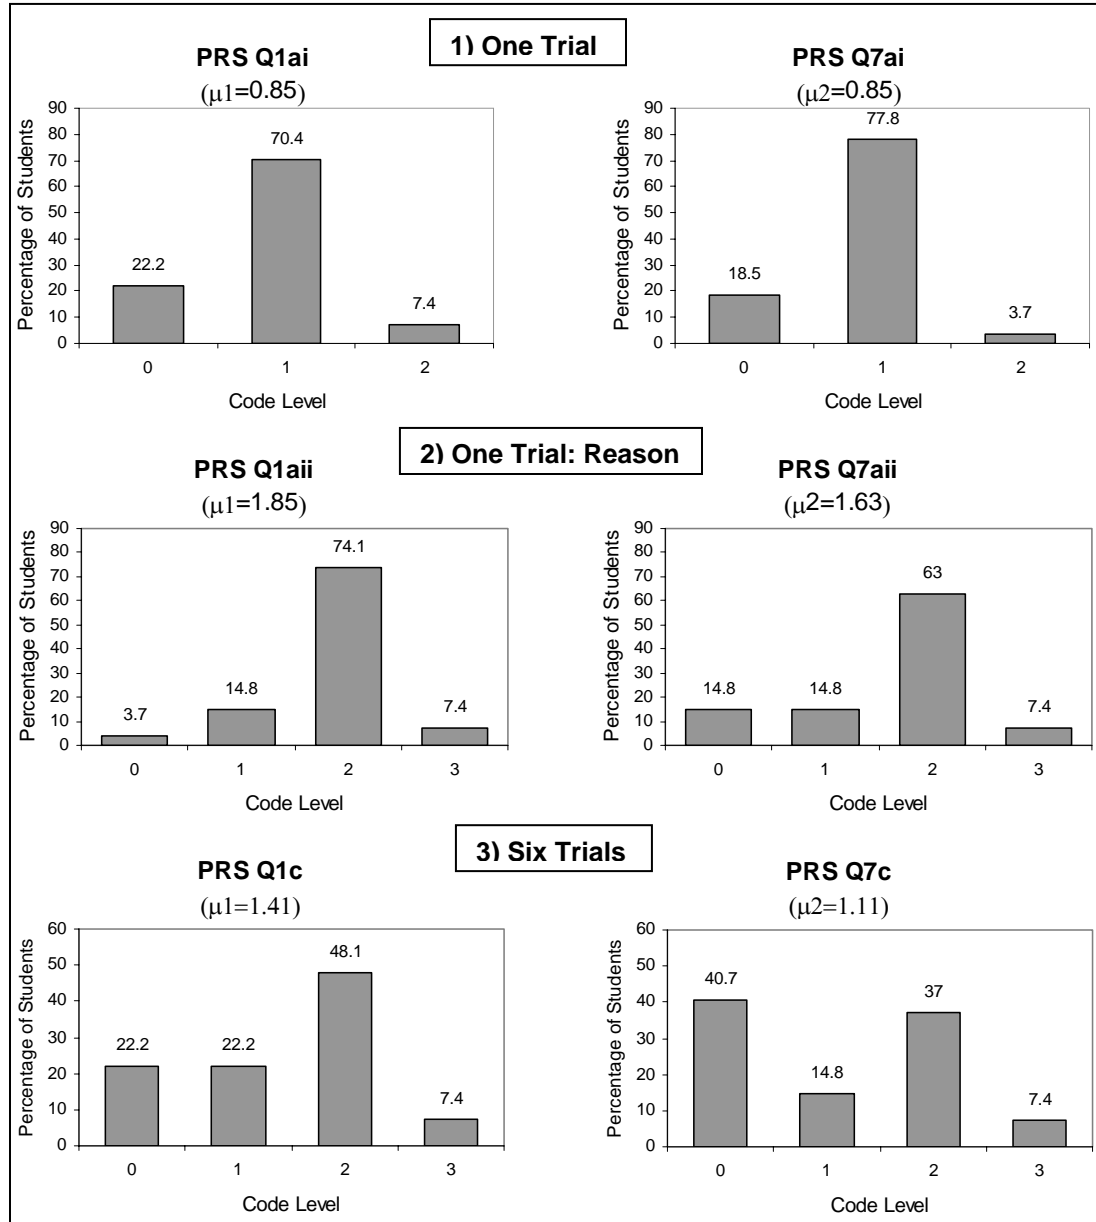 1) One Trial
PRS Q1ai
(μ1=0.85)
90
80
70
60
50
40
30
20
10
0
Percentage of Students
22.2
70.4
7.4
0 1 2
Code Level
PRS Q7ai
(μ2=0.85)
90
80
70
60
50
40
30
20
10
0
Percentage of Students
18.5
77.8
3.7
0 1 2
Code Level
2) One Trial: Reason
PRS Q1aii
(μ1=1.85)
90
80
70
60
50
40
30
20
10
0
Percentage of Students
3.7
14.8
74.1
7.4
0 1 2 3
Code Level
PRS Q7aii
(μ2=1.63)
90
80
70
60
50
40
30
20
10
0
Percentage of Students
14.8
14.8
63
7.4
0 1 2 3
Code Level
3) Six Trials
PRS Q1c
(μ1=1.41)
60
50
40
30
20
10
0
Percentage of Students
22.2
22.2
48.1
7.4
0 1 2 3
Code Level
PRS Q7c
(μ2=1.11)
60
50
40
30
20
10
0
Percentage of Students
40.7
14.8
37
7.4
0 1 2 3
Code Level